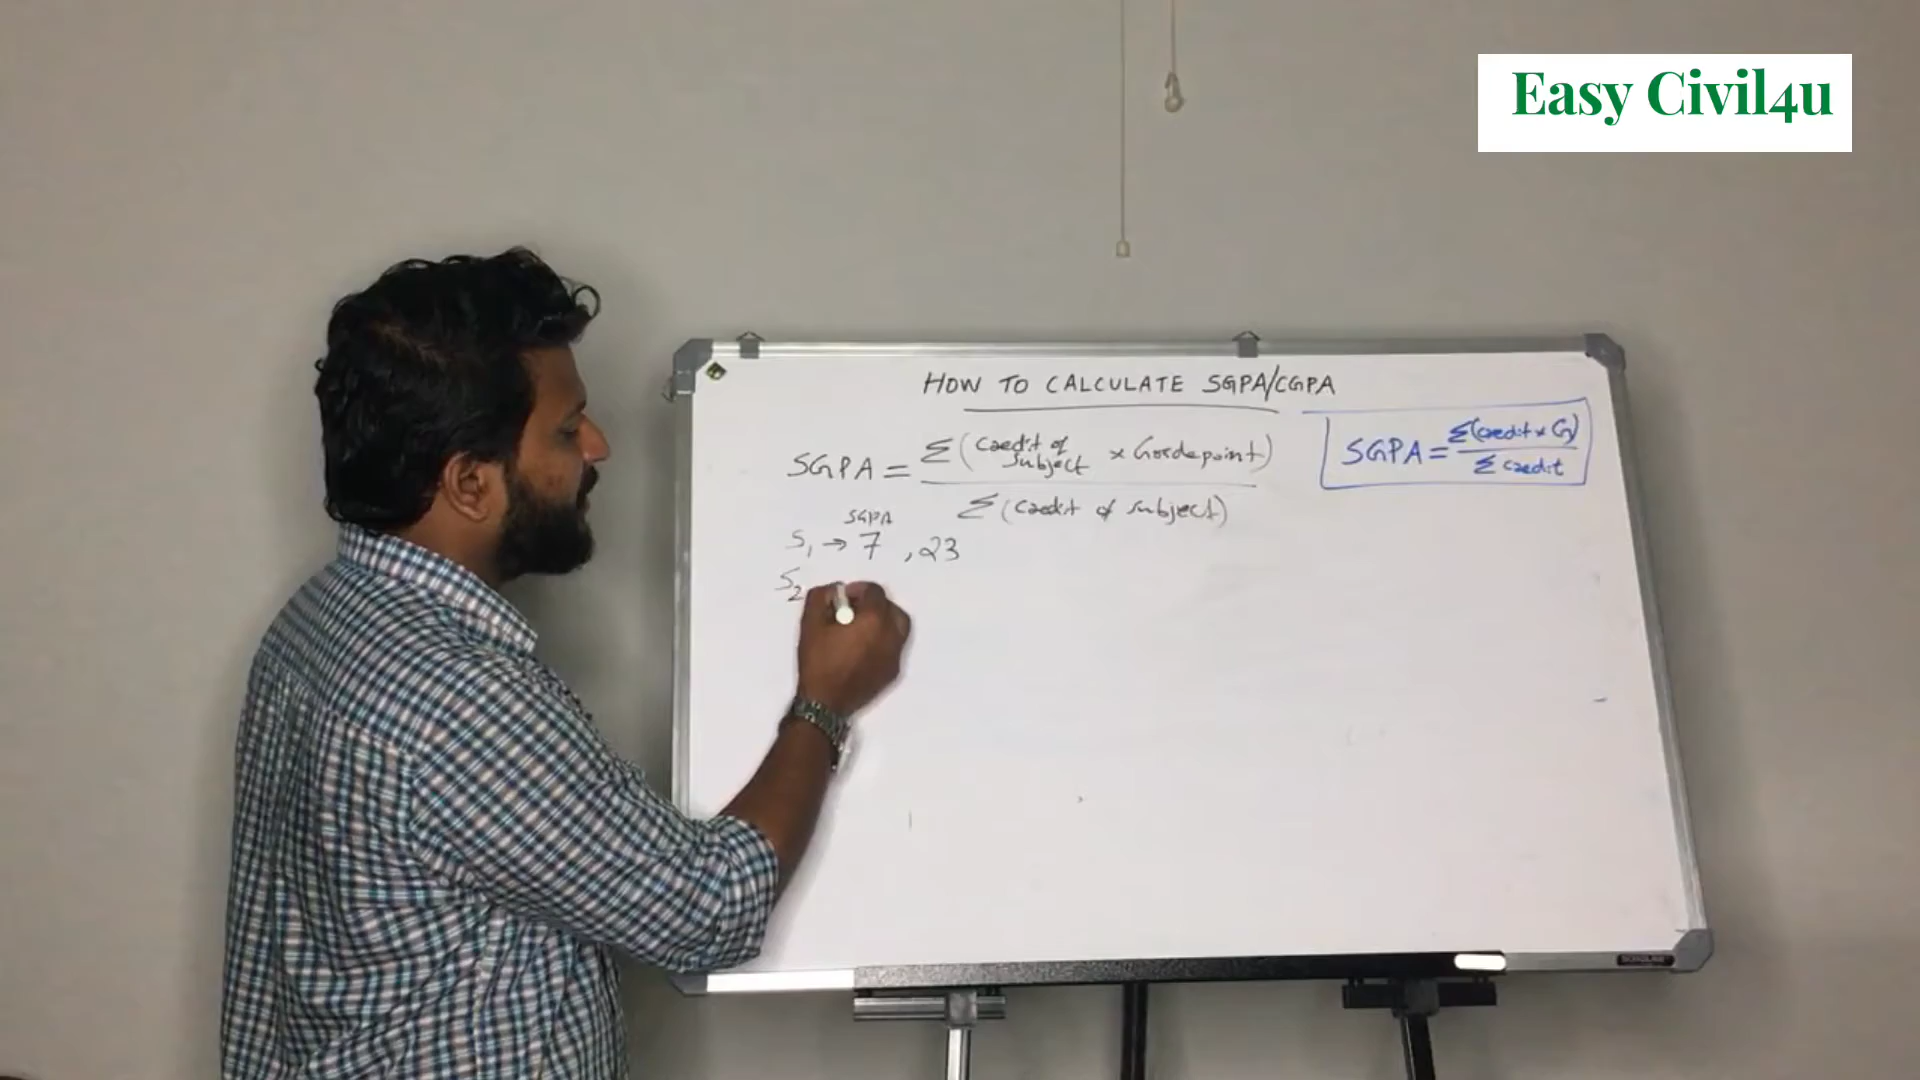 Easy Civil4u
HOW TO CALCULATE SGPA/CGPA
SGPA = Σ(Credit of Subject × Gradepoint)
Σ(Credit of Subject)
SGPA = Σ(Credit × G)
Σ Credit
SGPA
S1 → 7 , 23
S2